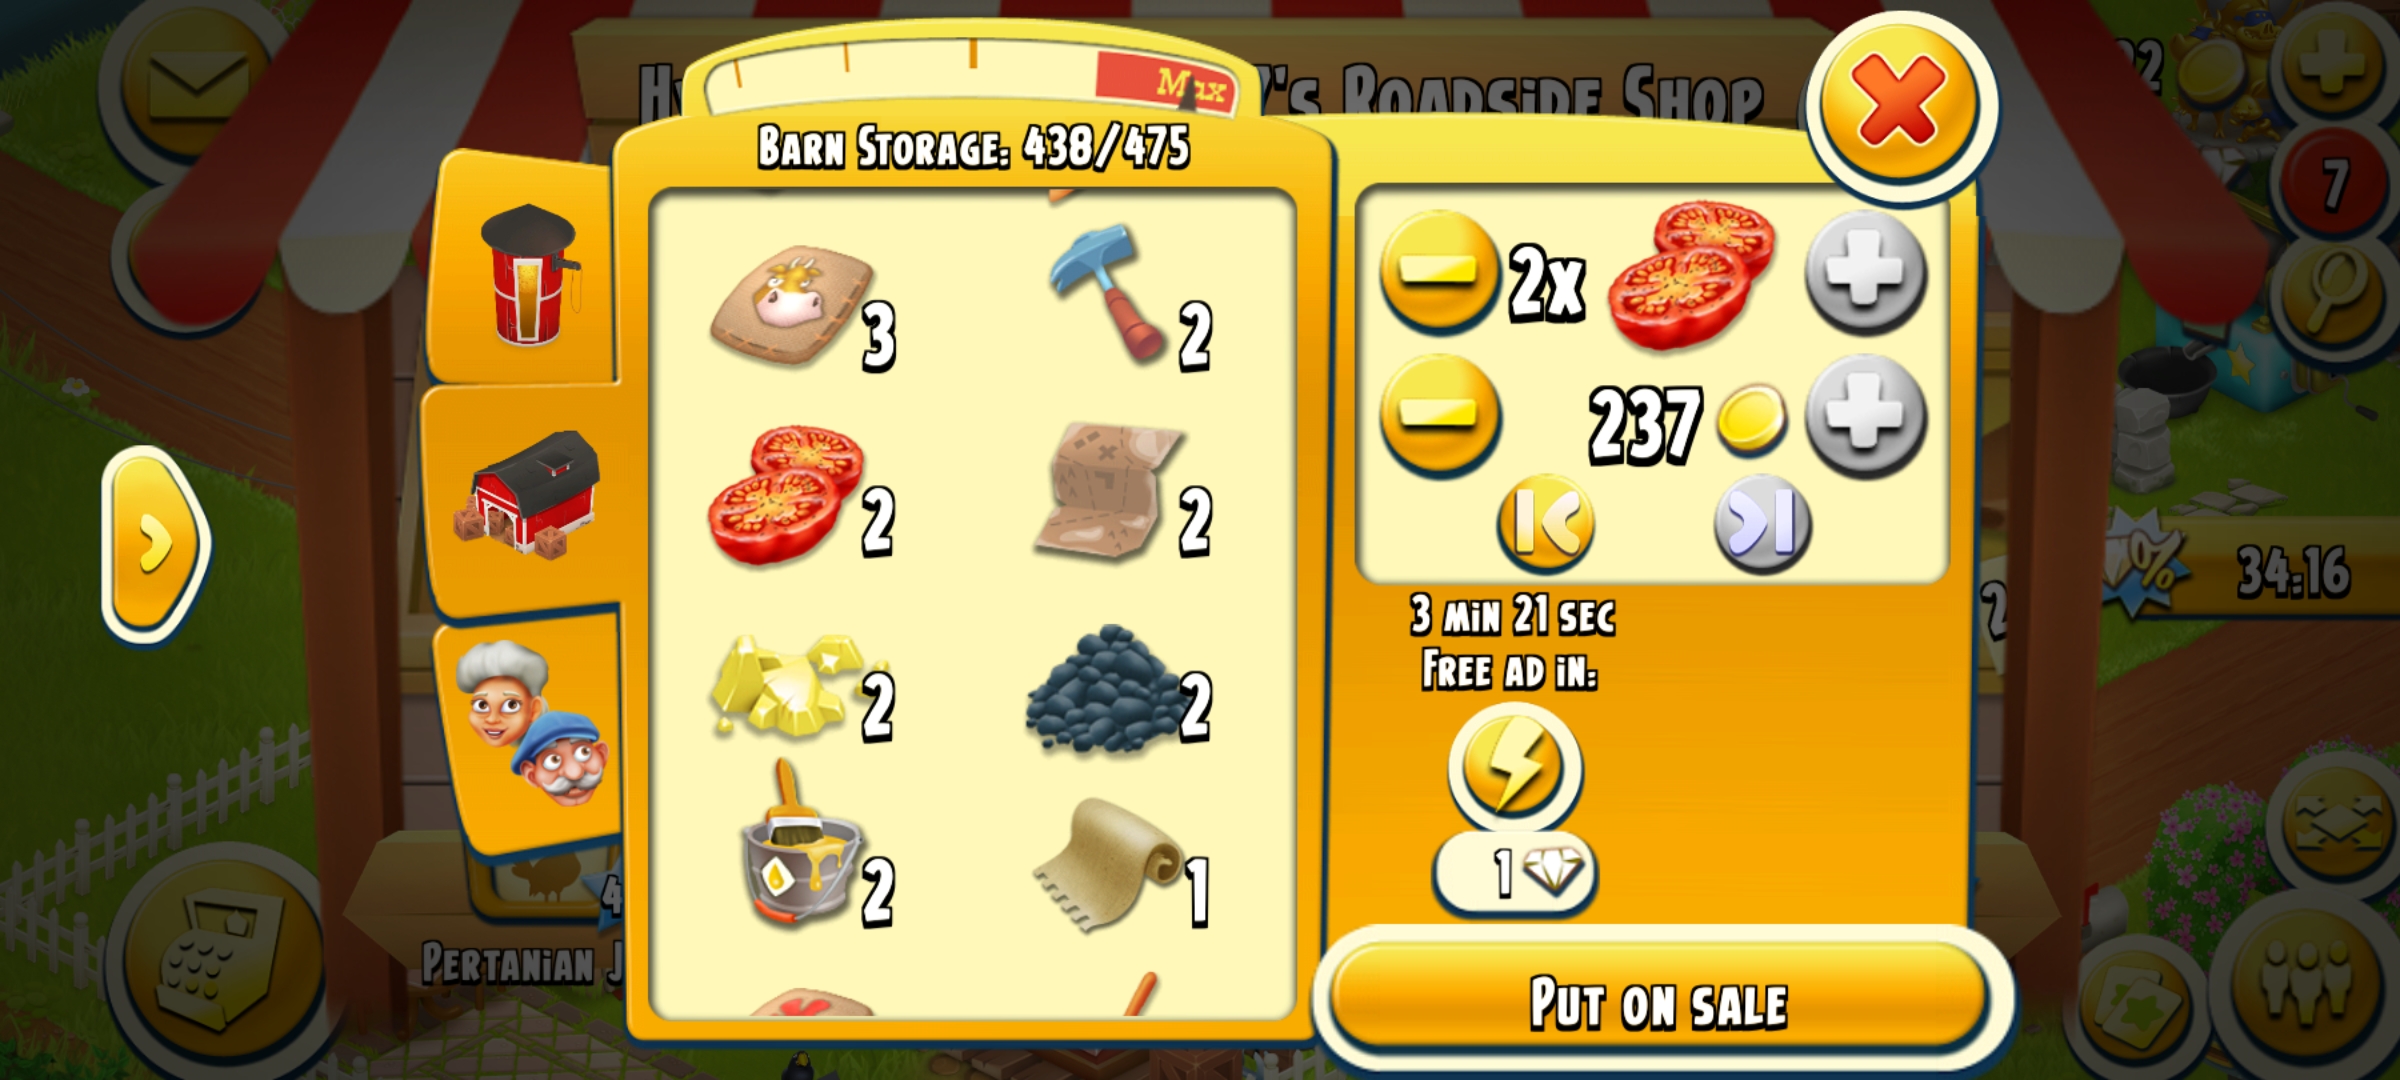 's Roadside Shop
Max
Barn Storage: 438/475
7
3
2
2x
237
2
2
34:16
3 min 21 sec
Free ad in:
2
2
2
1
1
Put on sale
Pertanian